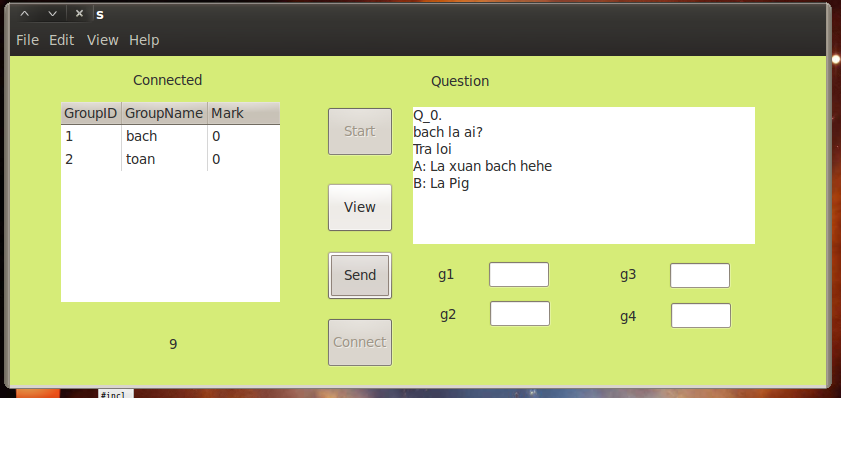 s
File Edit View Help
Connected
Question
GroupID GroupName Mark
1 bach 0
2 toan 0
Start
View
Send
Connect
Q_0.
bach la ai?
Tra loi
A: La xuan bach hehe
B: La Pig
g1
g3
g2
g4
9
#incl